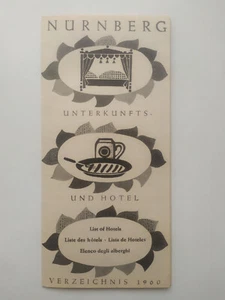 NÜRNBERG
UNTERKUNFTS-
UND HOTEL
List of Hotels
Liste des hôtels - Lista de Hoteles
Elenco degli alberghi
VERZEICHNIS 1960